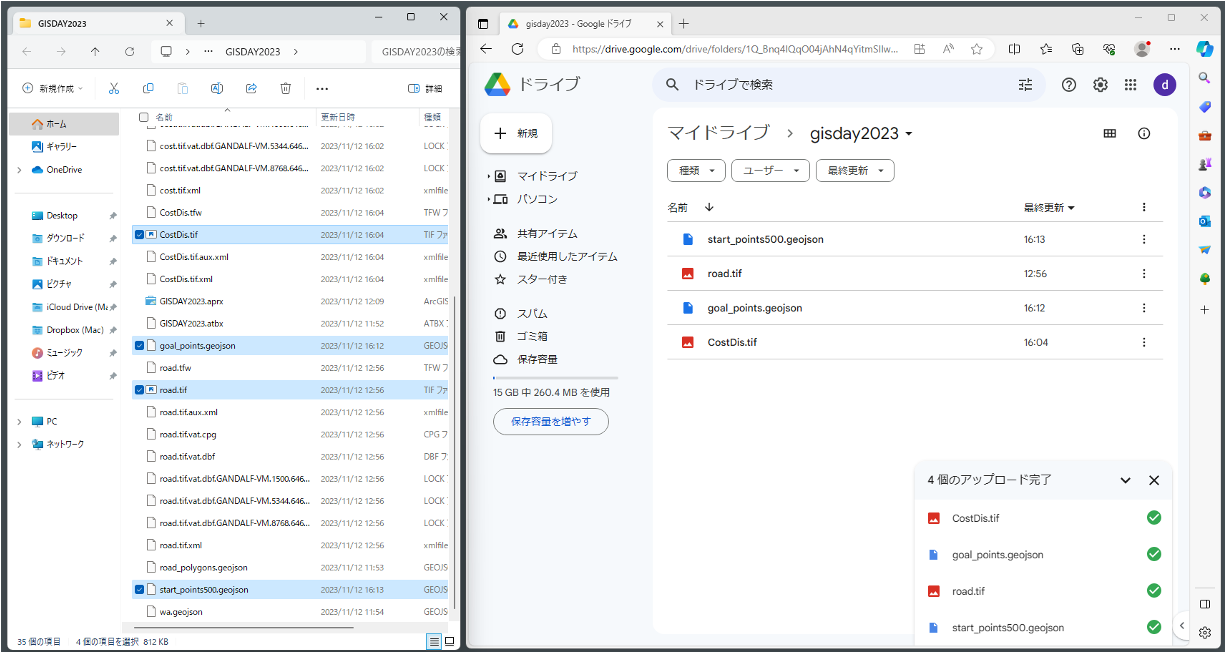 GISDAY2023
GISDAY2023
GISDAY2023の検索
新規作成
詳細
ホーム
ギャラリー
OneDrive
Desktop
ダウンロード
ドキュメント
ピクチャ
iCloud Drive (Ma
Dropbox (Mac)
ミュージック
ビデオ
PC
ネットワーク
名前 更新日時 種類
cost.tif.vat.dbf.GANDALF-VM.5344.646... 2023/11/12 16:02 LOCK
cost.tif.vat.dbf.GANDALF-VM.8768.646... 2023/11/12 16:02 LOCK
cost.tif.xml 2023/11/12 16:02 xmlfile
CostDis.tfw 2023/11/12 16:04 TFW フ
CostDis.tif 2023/11/12 16:04 TIF ファ
CostDis.tif.aux.xml 2023/11/12 16:04 xmlfile
CostDis.tif.xml 2023/11/12 16:04 xmlfile
GISDAY2023.aprx 2023/11/12 12:09 ArcGIS
GISDAY2023.atbx 2023/11/12 11:52 ATBX
goal_points.geojson 2023/11/12 16:12 GEOJS
road.tfw 2023/11/12 12:56 TFW フ
road.tif 2023/11/12 12:56 TIF ファ
road.tif.aux.xml 2023/11/12 12:56 xmlfile
road.tif.vat.cpg 2023/11/12 12:56 CPG フ
road.tif.vat.dbf 2023/11/12 12:56 DBF フ
road.tif.vat.dbf.GANDALF-VM.1500.646... 2023/11/12 12:56 LOCK
road.tif.vat.dbf.GANDALF-VM.5344.646... 2023/11/12 12:56 LOCK
road.tif.vat.dbf.GANDALF-VM.8768.646... 2023/11/12 12:56 LOCK
road.tif.xml 2023/11/12 12:56 xmlfile
road_polygons.geojson 2023/11/12 11:53 GEOJS
start_points500.geojson 2023/11/12 16:13 GEOJS
wa.geojson 2023/11/12 11:54 GEOJS
35 個の項目 4 個の項目を選択 812 KB
gisday2023 - Google ドライブ
https://drive.google.com/drive/folders/1Q_8nq4lQqO04jAhN4qYitmSIIw...
ドライブ
ドライブで検索
d
新規
マイドライブ
パソコン
共有アイテム
最近使用したアイテム
スター付き
スパム
ゴミ箱
保存容量
15 GB 中 260.4 MB を使用
保存容量を増やす
マイドライブ gisday2023
種類 ユーザー 最終更新
名前 最終更新
start_points500.geojson 16:13
road.tif 12:56
goal_points.geojson 16:12
CostDis.tif 16:04
4 個のアップロード完了
CostDis.tif
goal_points.geojson
road.tif
start_points500.geojson